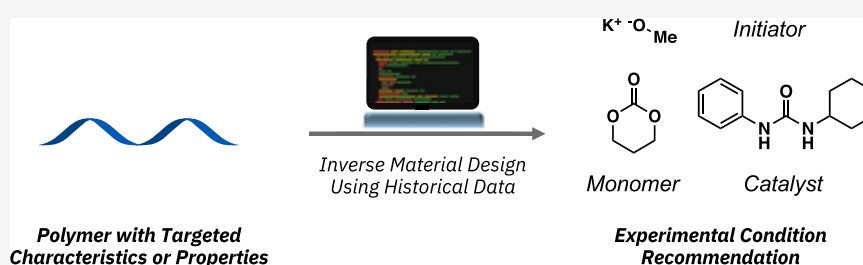 K⁺ ⁻O
Me
Initiator
O
O
O
O
N
H
N
H
Inverse Material Design
Using Historical Data
Monomer
Catalyst
Polymer with Targeted
Characteristics or Properties
Experimental Condition
Recommendation